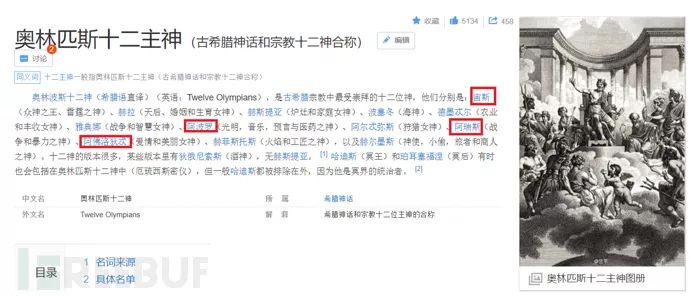 收藏 5134 458
奥林匹斯十二主神（古希腊神话和宗教十二神合称） 编辑
讨论 2
同义词 十二主神一般指奥林匹斯十二主神（古希腊神话和宗教十二神合称）
奥林波斯十二神（希腊语直译）（英语：Twelve Olympians），是古希腊宗教中最受崇拜的十二位神，他们分别是：宙斯
（众神之王、雷霆之神）、赫拉（天后、婚姻和生育女神）、赫斯提亚（炉灶和家庭女神）、波塞冬（海神）、德墨忒尔（农业
和丰收女神）、雅典娜（战争和智慧女神）、阿波罗（光明，音乐，预言与医药之神）、阿尔忒弥斯（狩猎女神）、阿瑞斯（战
争和暴力之神）、阿佛洛狄忒（爱情和美丽女神）、赫菲斯托斯（火焰和工匠之神），以及赫尔墨斯（神使，小偷，旅者和商人
之神）。十二神的版本很多，某些版本里有狄俄尼索斯（酒神），无赫斯提亚。 [1] 哈迪斯（冥王）和珀耳塞福涅（冥后）有时
也会包括在奥林匹斯十二主神中（厄琉西斯密仪），但一般哈迪斯都被排除在外，因为他是冥界的统治者。 [2]
中文名 奥林匹斯十二神 所属 希腊神话
外文名 Twelve Olympians 解释 希腊神话和宗教十二位主神的合称
目录
1 名词来源
2 具体名单
奥林匹斯十二主神图册